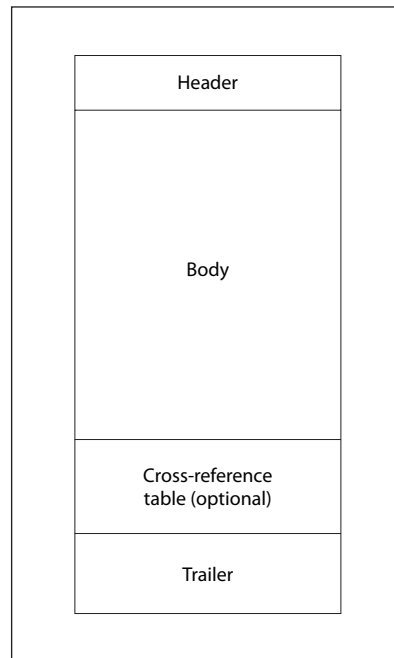 Header
Body
Cross-reference
table (optional)
Trailer